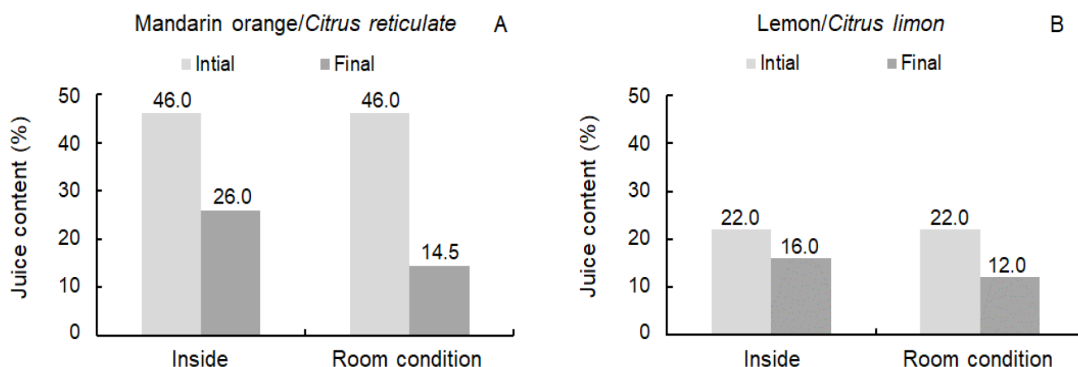 Mandarin orange/Citrus reticulate A
Intial Final
Juice content (%)
50
40
30
20
10
0
46.0
26.0
46.0
14.5
Inside Room condition
Lemon/Citrus limon B
Intial Final
Juice content (%)
50
40
30
20
10
0
22.0
16.0
22.0
12.0
Inside Room condition